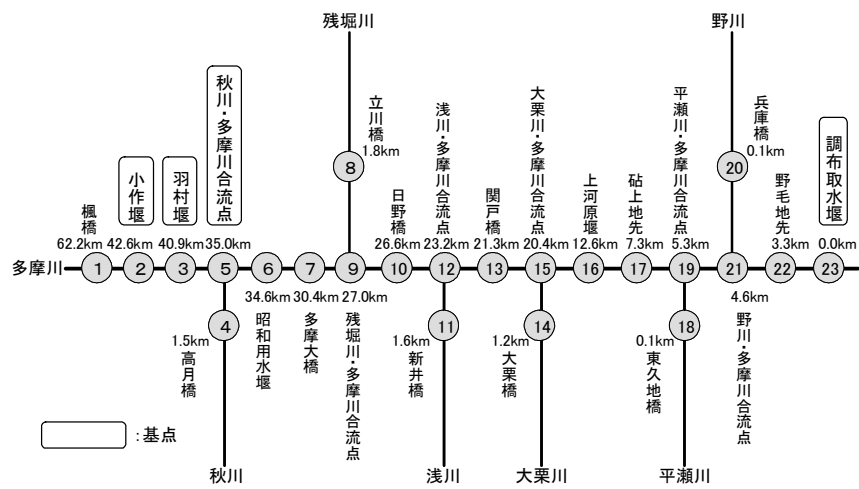 残堀川
野川
秋川・多摩川合流点
立川橋
1.8km
浅川・多摩川合流点
大栗川・多摩川合流点
平瀬川・多摩川合流点
兵庫橋
0.1km
調布取水堰
小作堰
羽村堰
8
20
楓橋
日野橋
関戸橋
上河原堰
砧上地先
野毛地先
62.2km
42.6km
40.9km
35.0km
26.6km
23.2km
21.3km
20.4km
12.6km
7.3km
5.3km
3.3km
0.0km
多摩川
1
2
3
5
6
7
9
10
12
13
15
16
17
19
21
22
23
34.6km
30.4km
27.0km
4.6km
昭和用水堰
多摩大橋
残堀川・多摩川合流点
野川・多摩川合流点
4
11
14
18
1.5km
高月橋
1.6km
新井橋
1.2km
大栗橋
0.1km
東久地橋
:基点
秋川
浅川
大栗川
平瀬川